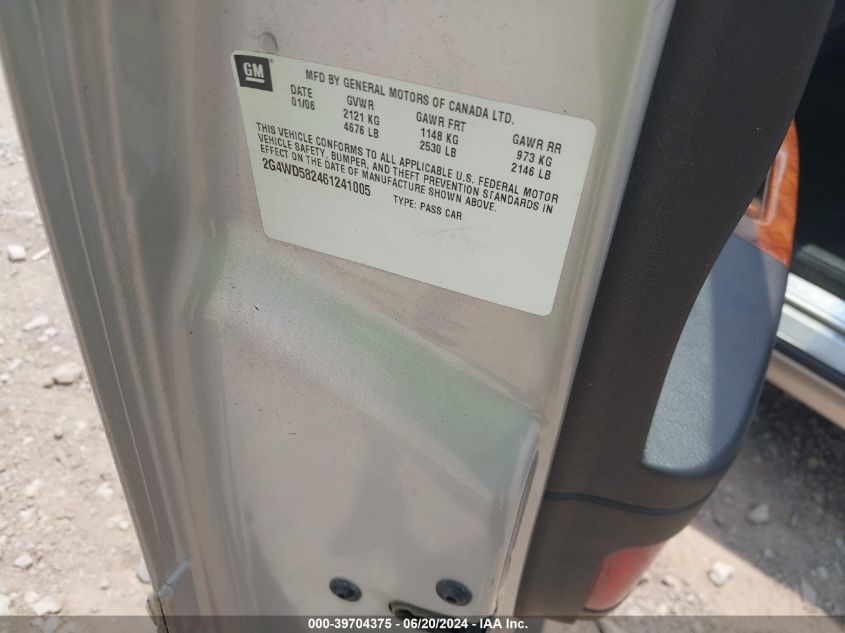 GM
MFD BY GENERAL MOTORS OF CANADA LTD.
DATE GVWR GAWR FRT GAWR RR
01/06 2121 KG 1148 KG 973 KG
4676 LB 2530 LB 2146 LB
THIS VEHICLE CONFORMS TO ALL APPLICABLE U.S. FEDERAL MOTOR
VEHICLE SAFETY, BUMPER, AND THEFT PREVENTION STANDARDS IN
EFFECT ON THE DATE OF MANUFACTURE SHOWN ABOVE.
2G4WD582461241005 TYPE: PASS CAR
000-39704375 - 06/20/2024 - IAA Inc.